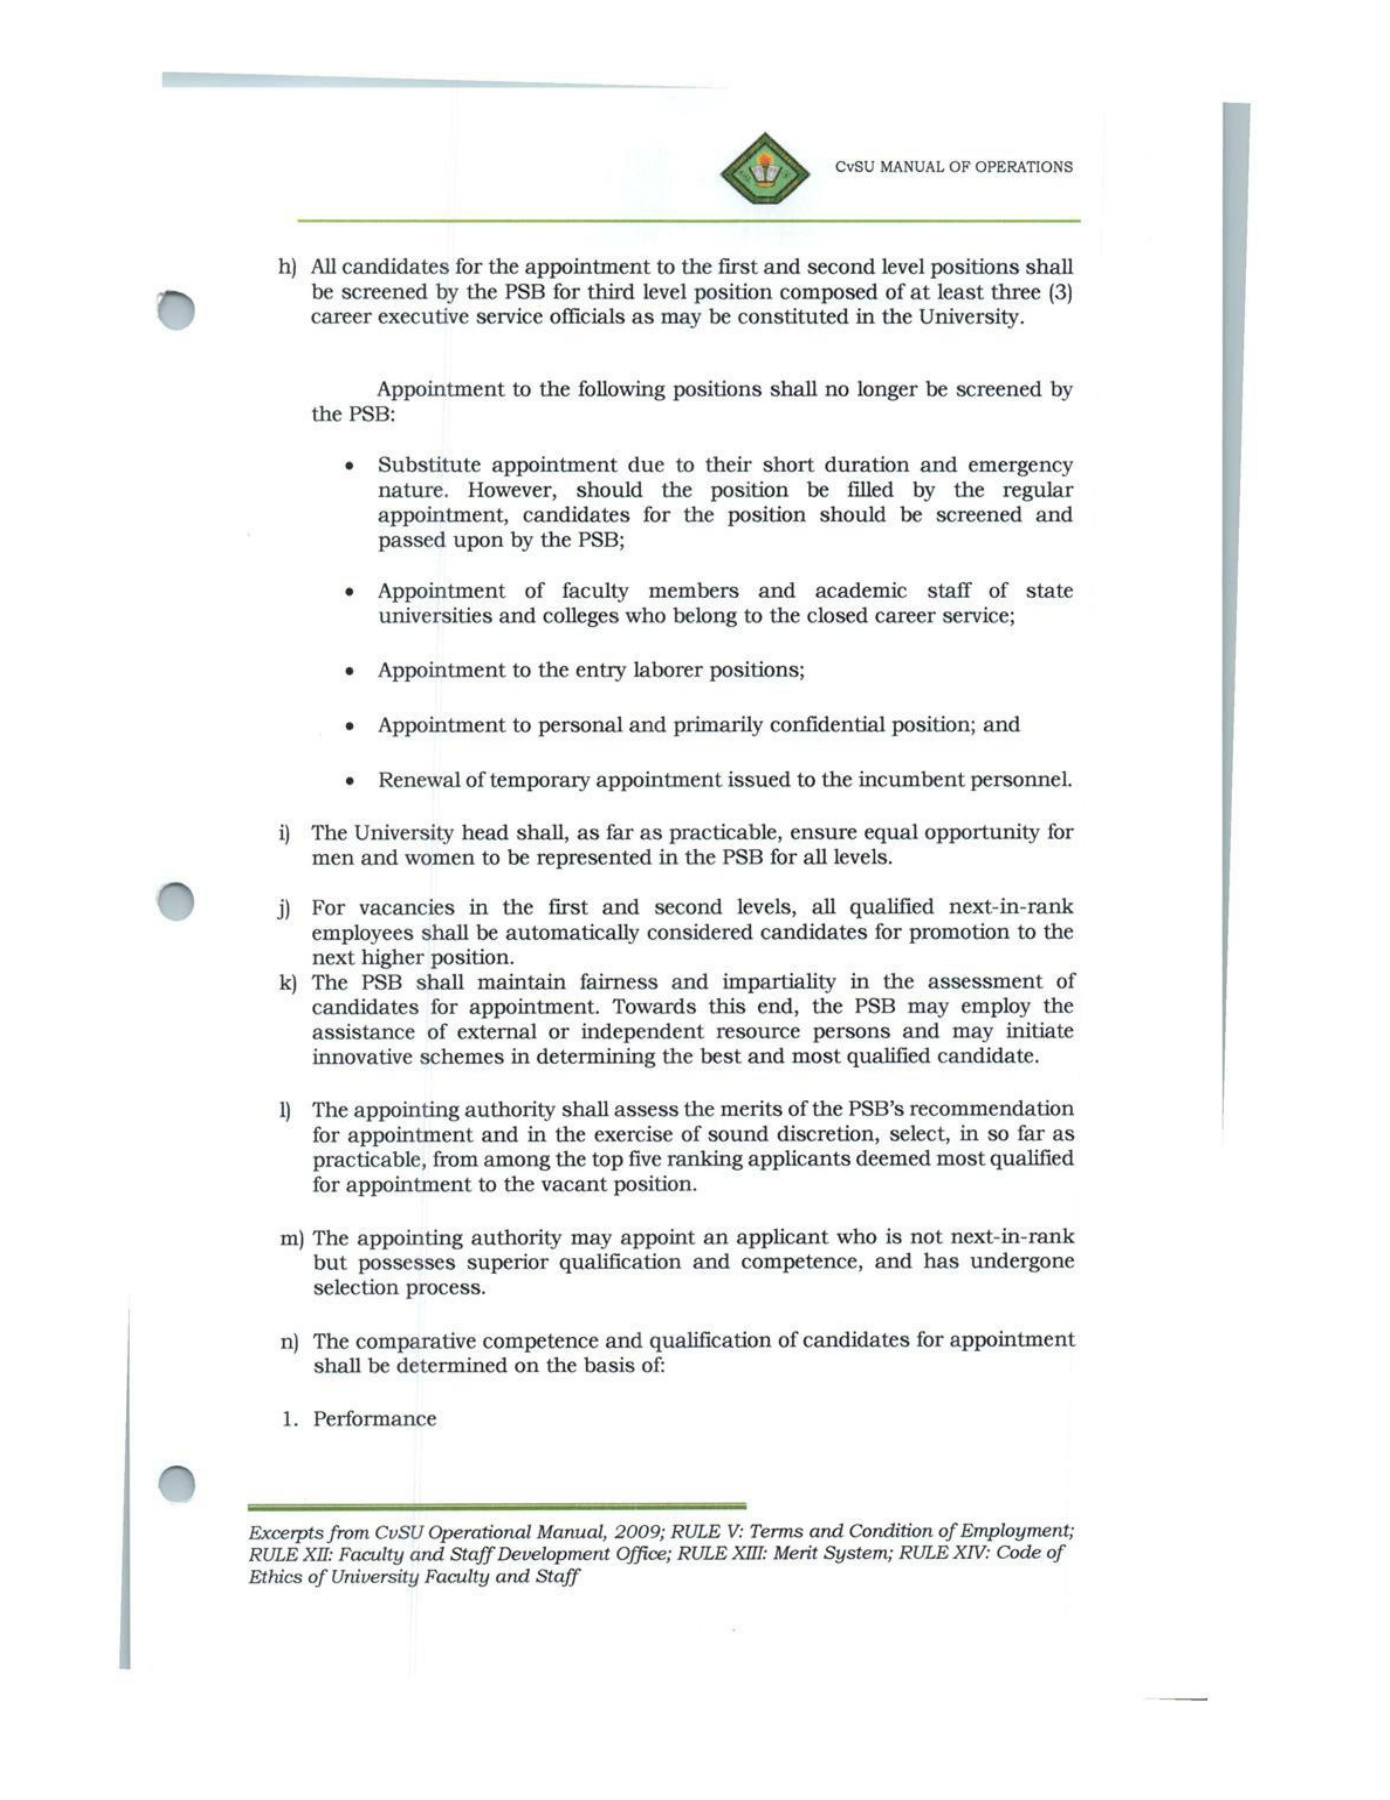 CvSU MANUAL OF OPERATIONS
h) All candidates for the appointment to the first and second level positions shall
be screened by the PSB for third level position composed of at least three (3)
career executive service officials as may be constituted in the University.
Appointment to the following positions shall no longer be screened by
the PSB:
• Substitute appointment due to their short duration and emergency
nature. However, should the position be filled by the regular
appointment, candidates for the position should be screened and
passed upon by the PSB;
• Appointment of faculty members and academic staff of state
universities and colleges who belong to the closed career service;
• Appointment to the entry laborer positions;
• Appointment to personal and primarily confidential position; and
• Renewal of temporary appointment issued to the incumbent personnel.
i) The University head shall, as far as practicable, ensure equal opportunity for
men and women to be represented in the PSB for all levels.
j) For vacancies in the first and second levels, all qualified next-in-rank
employees shall be automatically considered candidates for promotion to the
next higher position.
k) The PSB shall maintain fairness and impartiality in the assessment of
candidates for appointment. Towards this end, the PSB may employ the
assistance of external or independent resource persons and may initiate
innovative schemes in determining the best and most qualified candidate.
l) The appointing authority shall assess the merits of the PSB's recommendation
for appointment and in the exercise of sound discretion, select, in so far as
practicable, from among the top five ranking applicants deemed most qualified
for appointment to the vacant position.
m) The appointing authority may appoint an applicant who is not next-in-rank
but possesses superior qualification and competence, and has undergone
selection process.
n) The comparative competence and qualification of candidates for appointment
shall be determined on the basis of:
1. Performance
Excerpts from CvSU Operational Manual, 2009; RULE V: Terms and Condition of Employment;
RULE XII: Faculty and Staff Development Office; RULE XIII: Merit System; RULE XIV: Code of
Ethics of University Faculty and Staff